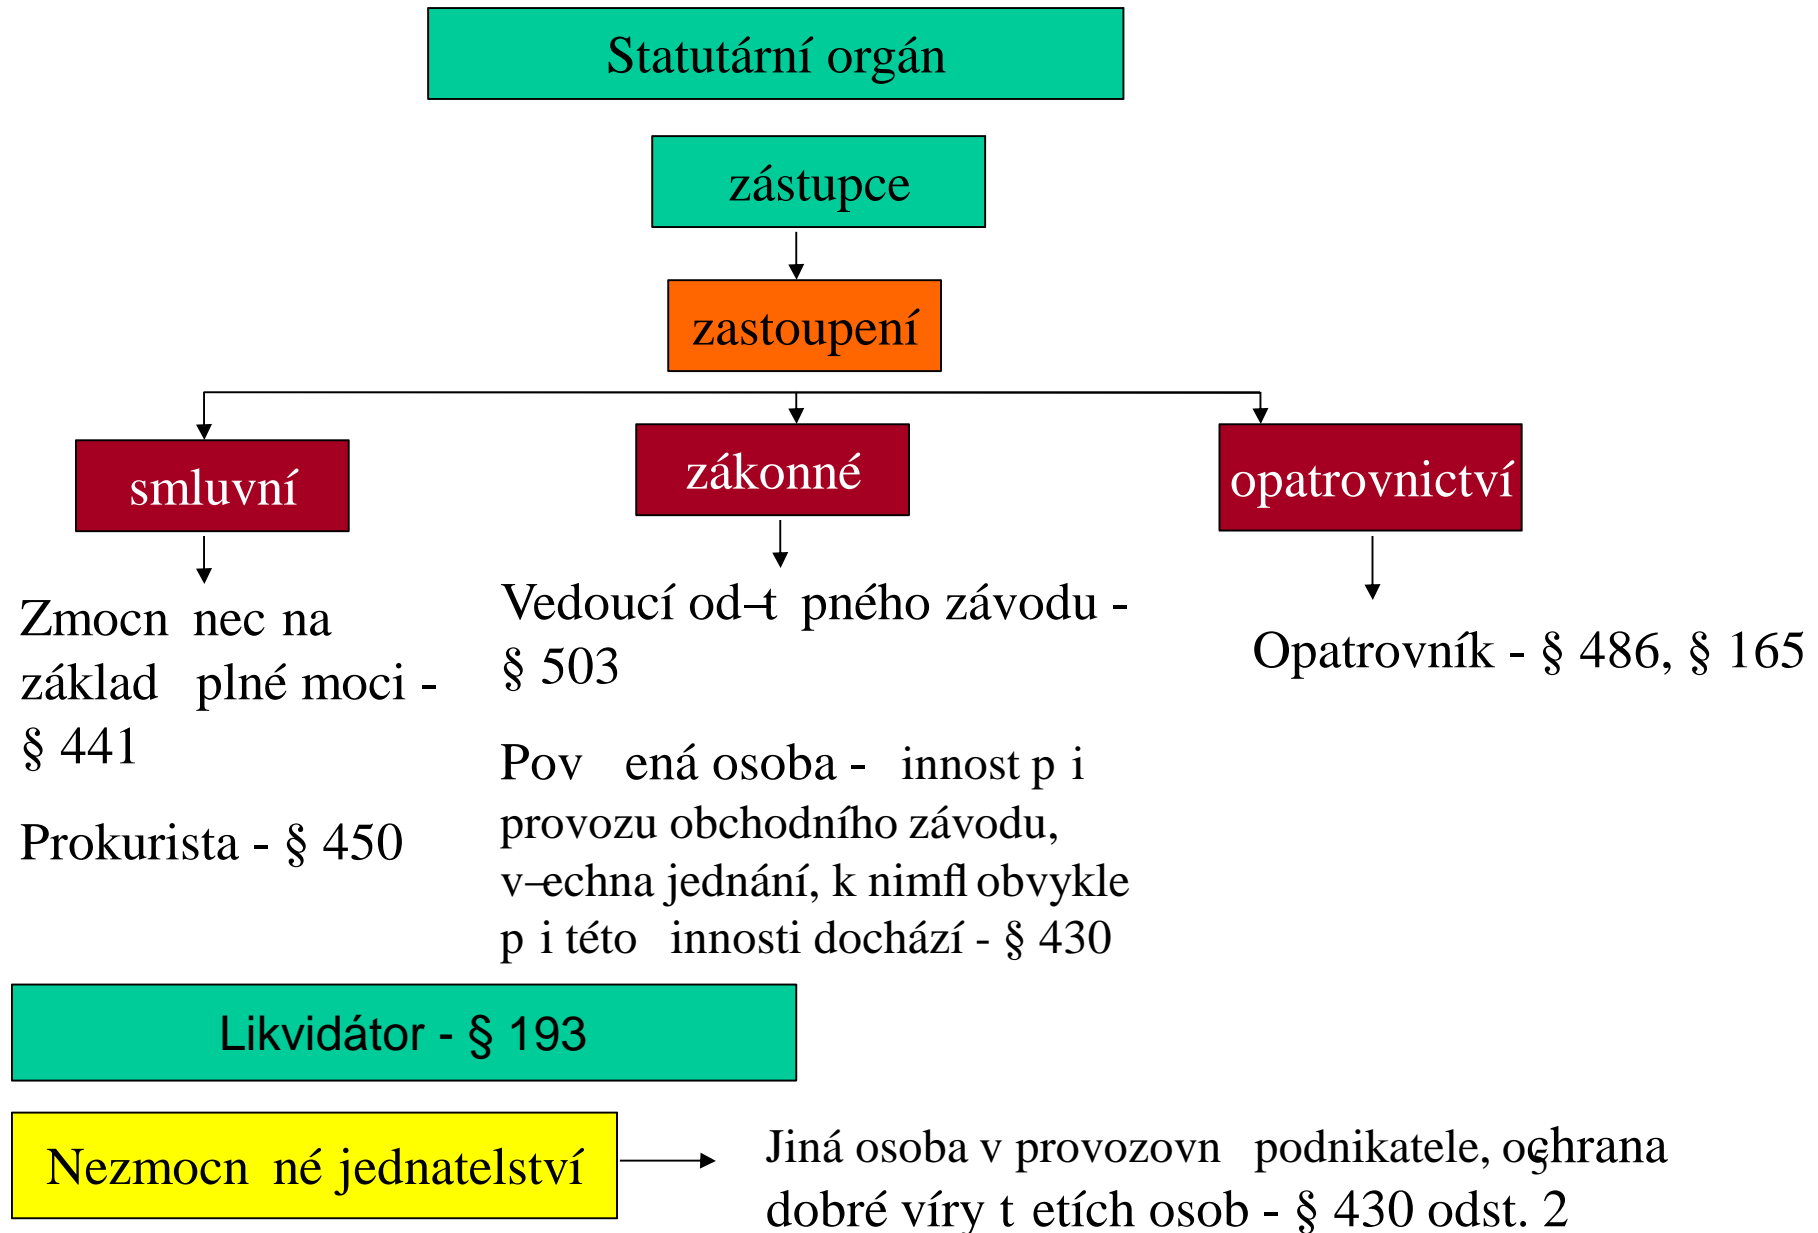 Statutární orgán
zástupce
zastoupení
smluvní
zákonné
opatrovnictví
Zmocn nec na
základ plné moci -
§ 441
Prokurista - § 450
Vedoucí od–t pného závodu -
§ 503
Pov ená osoba - innost p i
provozu obchodního závodu,
v–echna jednání, k nimfl obvykle
p i této innosti dochází - § 430
Opatrovník - § 486, § 165
Likvidátor - § 193
Nezmocn né jednatelství
Jiná osoba v provozovn podnikatele, ochrana
dobré víry t etích osob - § 430 odst. 2